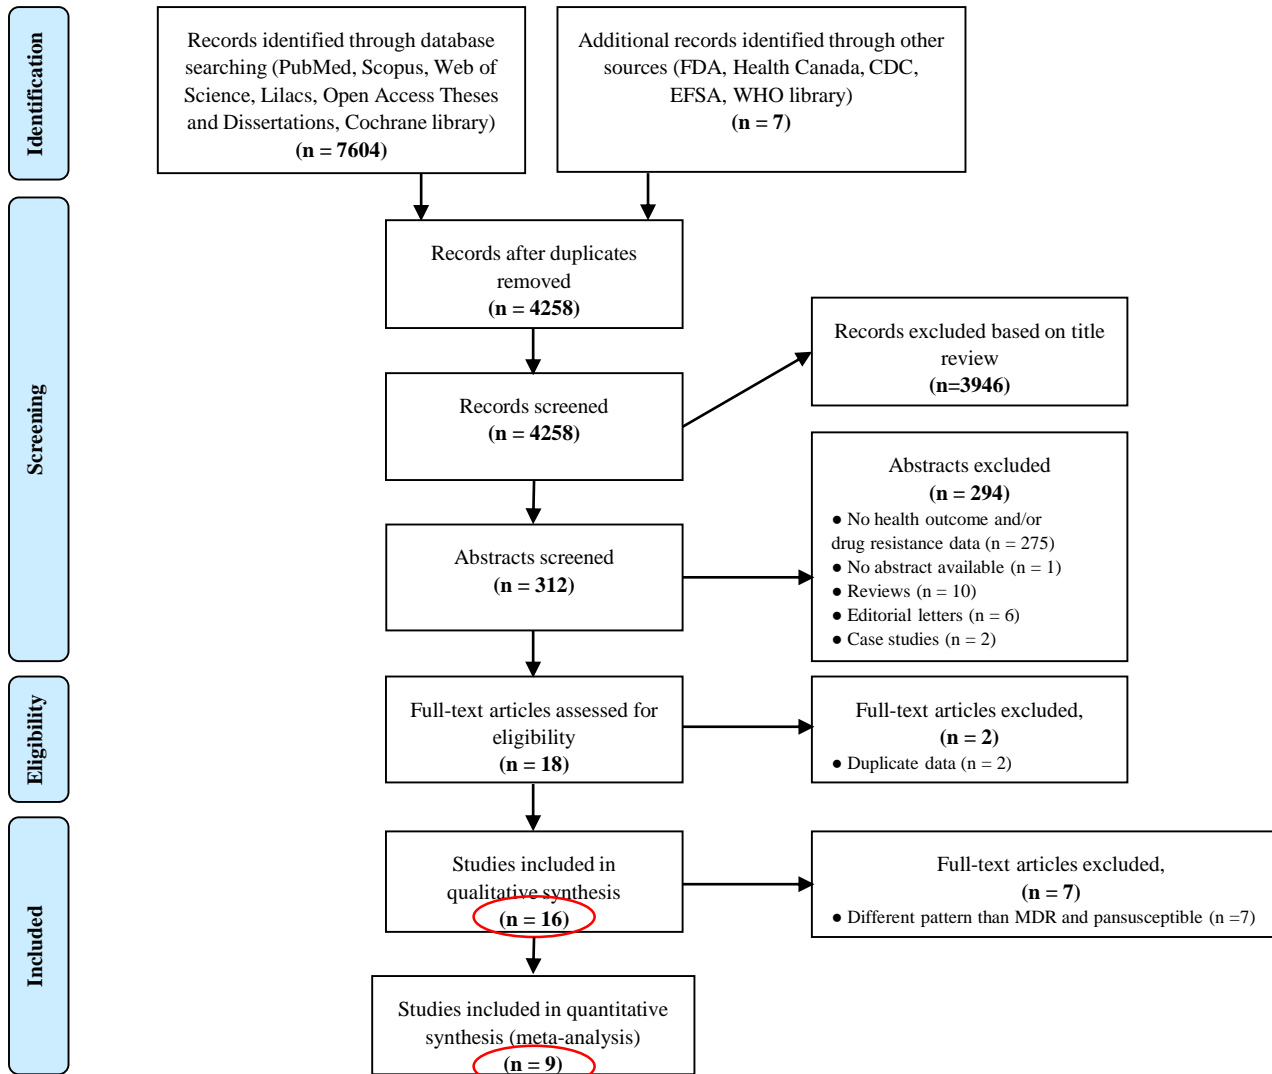 Identification
Records identified through database
searching (PubMed, Scopus, Web of
Science, Lilacs, Open Access Theses
and Dissertations, Cochrane library)
(n = 7604)
Additional records identified through other
sources (FDA, Health Canada, CDC,
EFSA, WHO library)
(n = 7)
Screening
Records after duplicates
removed
(n = 4258)
Records excluded based on title
review
(n=3946)
Records screened
(n = 4258)
Abstracts excluded
(n = 294)
● No health outcome and/or
drug resistance data (n = 275)
● No abstract available (n = 1)
● Reviews (n = 10)
● Editorial letters (n = 6)
● Case studies (n = 2)
Abstracts screened
(n = 312)
Eligibility
Full-text articles assessed for
eligibility
(n = 18)
Full-text articles excluded,
(n = 2)
● Duplicate data (n = 2)
Included
Studies included in
qualitative synthesis
(n = 16)
Full-text articles excluded,
(n = 7)
● Different pattern than MDR and pansusceptible (n =7)
Studies included in quantitative
synthesis (meta-analysis)
(n = 9)